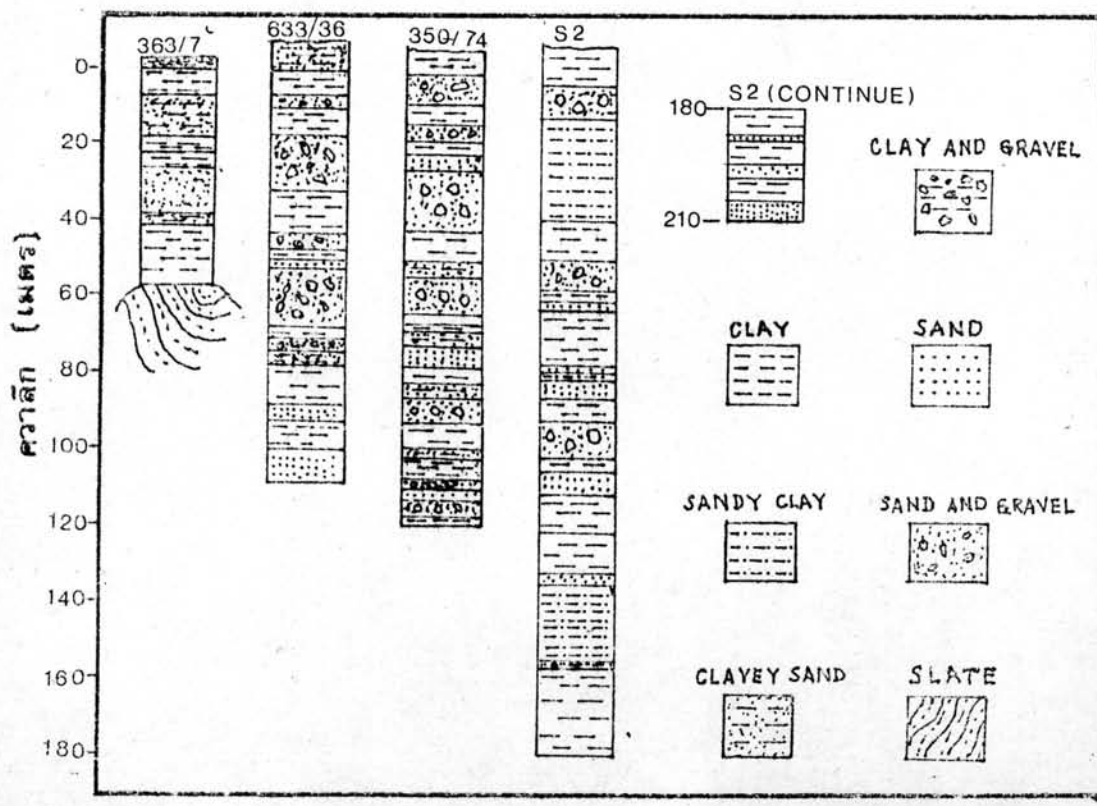 363/7
633/36
350/74
S2
0
20
40
60
80
100
120
140
160
180
ความลึก (เมตร)
S2 (CONTINUE)
180
210
CLAY AND GRAVEL
CLAY
SAND
SANDY CLAY
SAND AND GRAVEL
CLAYEY SAND
SLATE